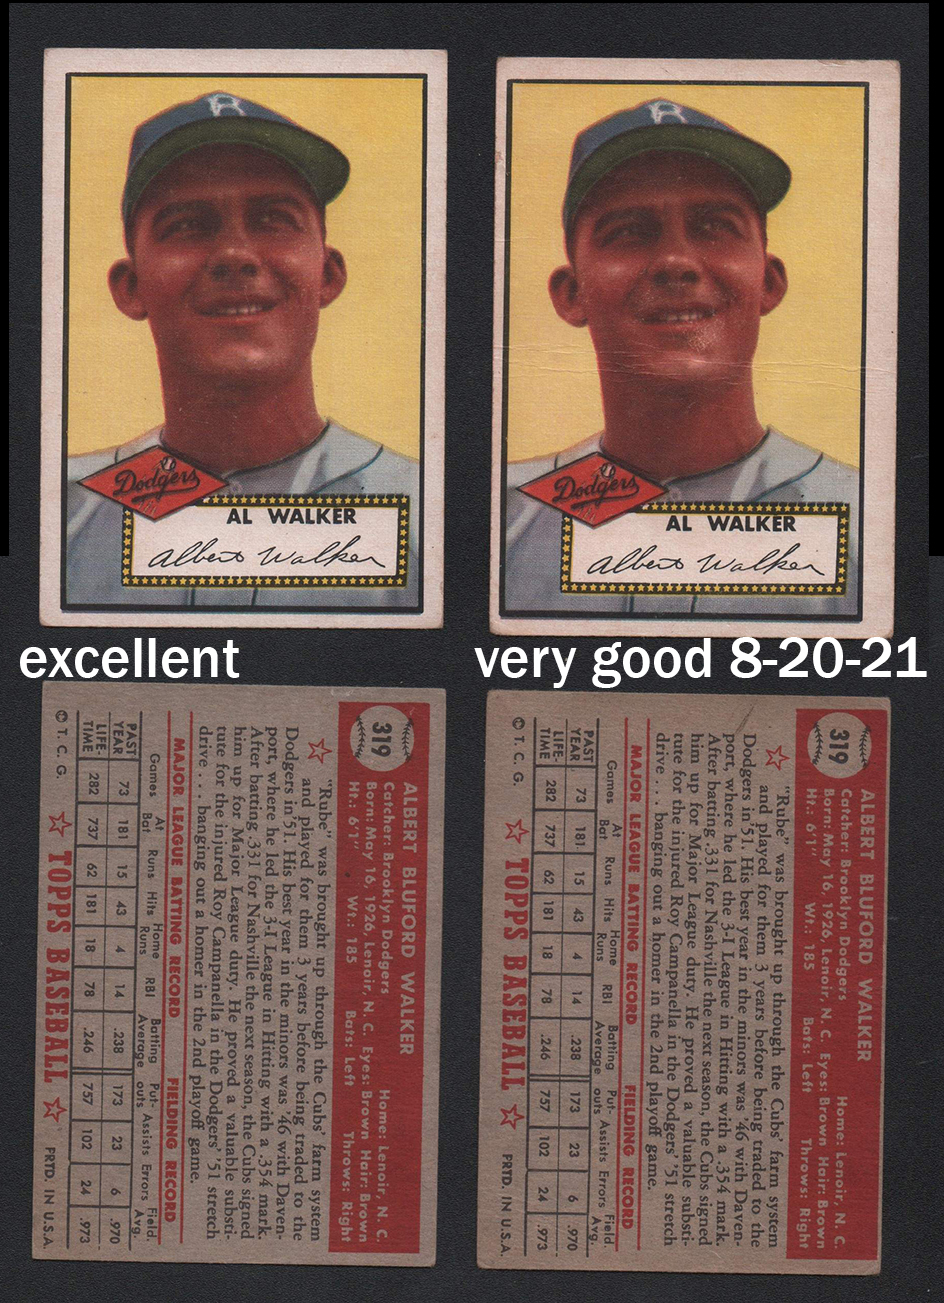 B
Dodgers
AL WALKER
Albert Walker
B
Dodgers
AL WALKER
Albert Walker
excellent
very good 8-20-21
319
ALBERT BLUFORD WALKER
Catcher: Brooklyn Dodgers Home: Lenoir, N. C.
Born: May 16, 1926, Lenoir, N. C. Eyes: Brown Hair: Brown
Ht.: 6'1" Wt.: 185 Bats: Left Throws: Right
"Rube" was brought up through the Cubs' farm system
and played for them 3 years before being traded to the
Dodgers in '51. His best year in the minors was '46 with Daven-
port, where he led the 3-I League in Hitting with a .354 mark.
After batting .331 for Nashville the next season, the Cubs signed
him up for Major League duty. He proved a valuable substi-
tute for the injured Roy Campanella in the Dodgers' '51 stretch
drive . . . banging out a homer in the 2nd playoff game.
MAJOR LEAGUE BATTING RECORD FIELDING RECORD
Games At Bat Runs Hits Home Runs RBI Batting Average Put-outs Assists Errors Field. Avg.
PAST YEAR 73 181 15 43 4 14 .238 173 23 6 .970
LIFE-TIME 282 737 62 181 18 78 .246 757 102 24 .973
© T. C. G. TOPPS BASEBALL PRTD. IN U.S.A.
319
ALBERT BLUFORD WALKER
Catcher: Brooklyn Dodgers Home: Lenoir, N. C.
Born: May 16, 1926, Lenoir, N. C. Eyes: Brown Hair: Brown
Ht.: 6'1" Wt.: 185 Bats: Left Throws: Right
"Rube" was brought up through the Cubs' farm system
and played for them 3 years before being traded to the
Dodgers in '51. His best year in the minors was '46 with Daven-
port, where he led the 3-I League in Hitting with a .354 mark.
After batting .331 for Nashville the next season, the Cubs signed
him up for Major League duty. He proved a valuable substi-
tute for the injured Roy Campanella in the Dodgers' '51 stretch
drive . . . banging out a homer in the 2nd playoff game.
MAJOR LEAGUE BATTING RECORD FIELDING RECORD
Games At Bat Runs Hits Home Runs RBI Batting Average Put-outs Assists Errors Field. Avg.
PAST YEAR 73 181 15 43 4 14 .238 173 23 6 .970
LIFE-TIME 282 737 62 181 18 78 .246 757 102 24 .973
© T. C. G. TOPPS BASEBALL PRTD. IN U.S.A.